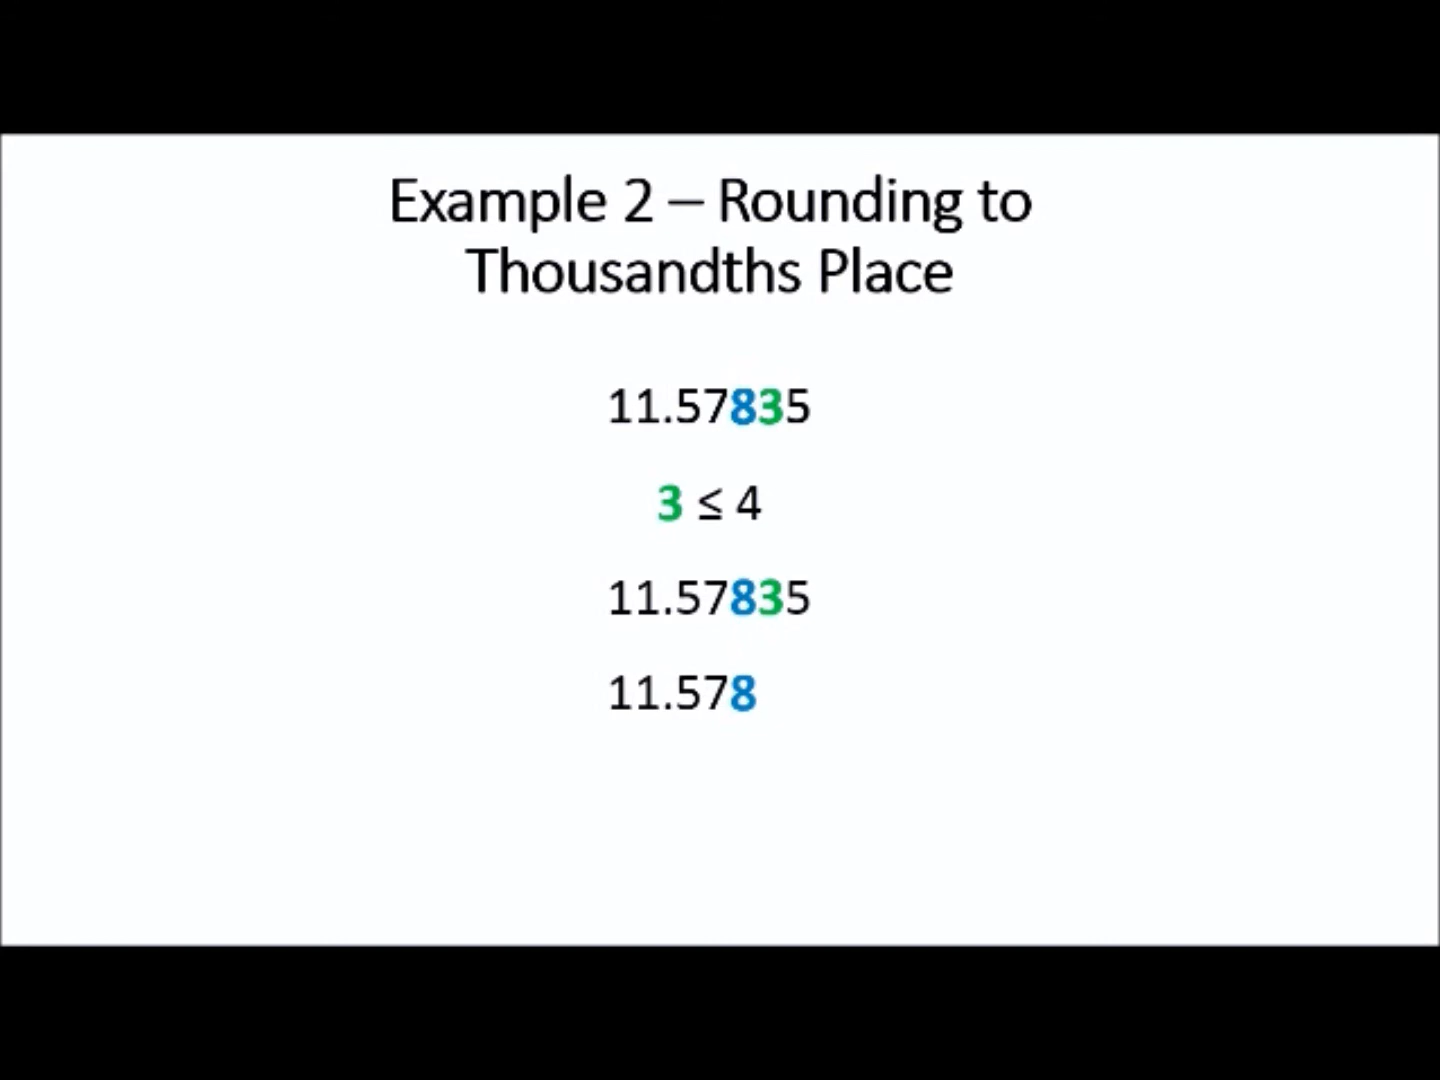 Example 2 – Rounding to
Thousandths Place
11.57835
3 ≤ 4
11.57835
11.578